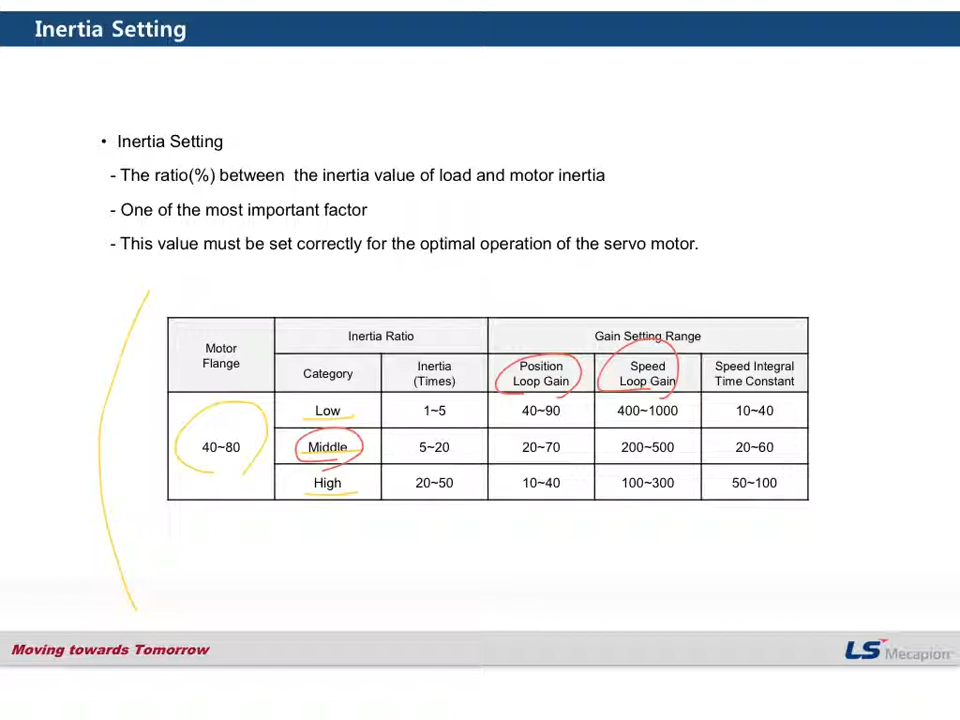 Inertia Setting
• Inertia Setting
- The ratio(%) between the inertia value of load and motor inertia
- One of the most important factor
- This value must be set correctly for the optimal operation of the servo motor.
Motor Flange Inertia Ratio Gain Setting Range
Category Inertia (Times) Position Loop Gain Speed Loop Gain Speed Integral Time Constant
40~80 Low 1~5 40~90 400~1000 10~40
Middle 5~20 20~70 200~500 20~60
High 20~50 10~40 100~300 50~100
Moving towards Tomorrow LS Mecapion